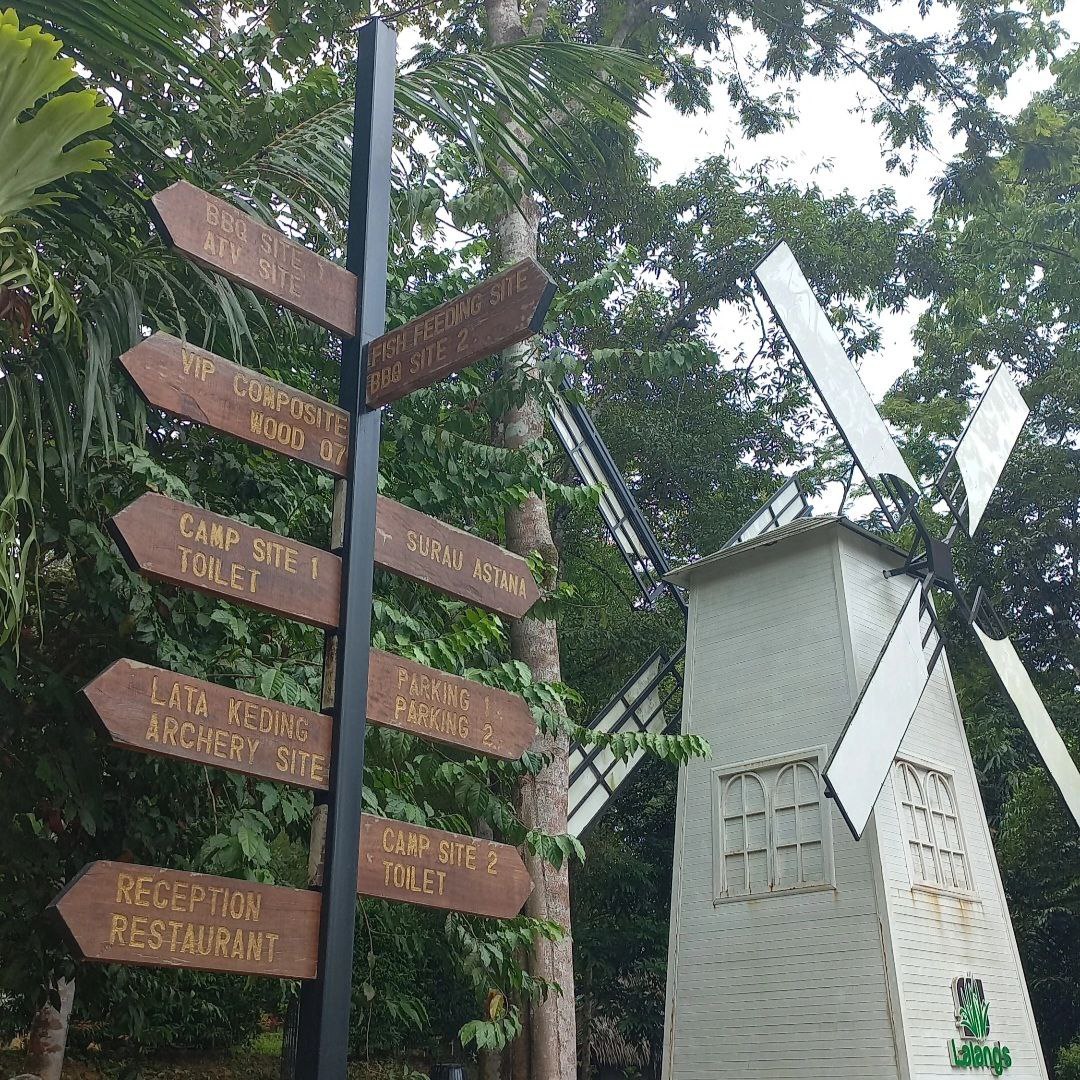 BBQ SITE 1
ATV SITE
FISH FEEDING SITE
BBQ SITE 2
VIP COMPOSITE
WOOD 07
CAMP SITE 1
TOILET
SURAU ASTANA
LATA KEDING
ARCHERY SITE
PARKING 1
PARKING 2
CAMP SITE 2
TOILET
RECEPTION
RESTAURANT
Lalangs